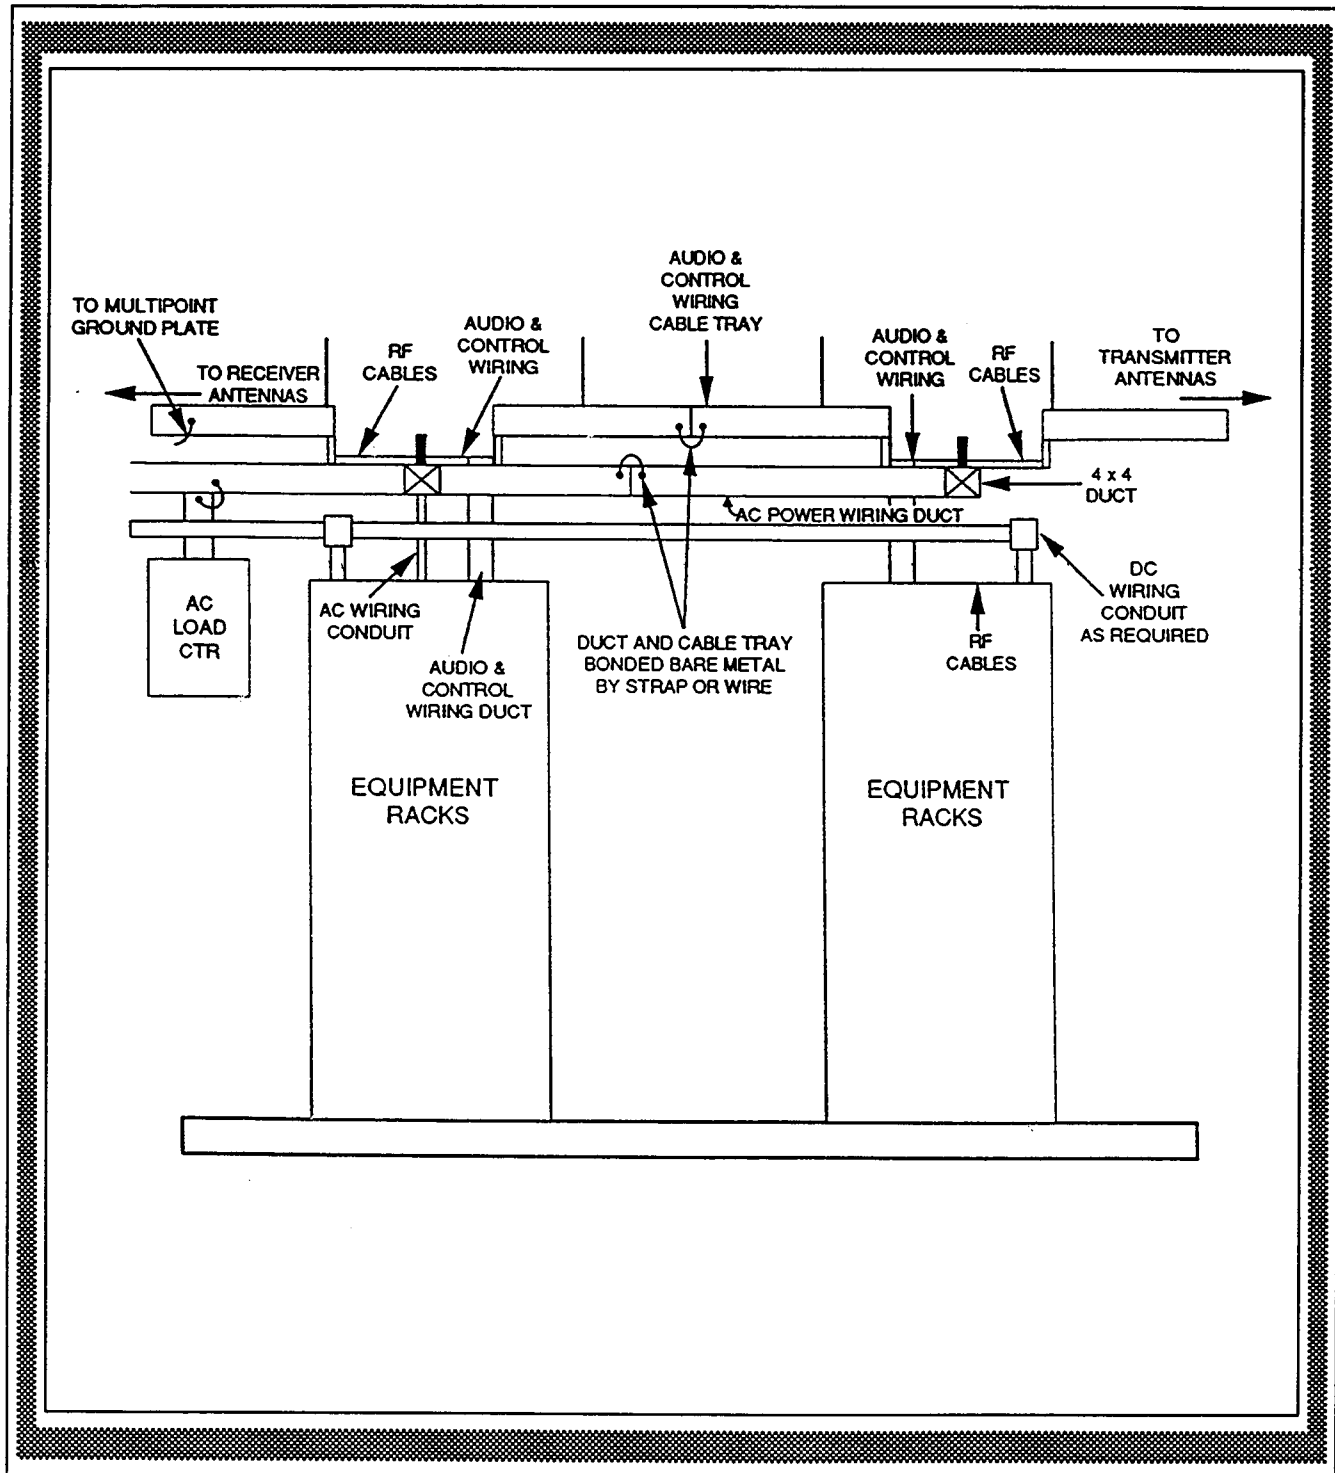 AUDIO &
CONTROL
WIRING
CABLE TRAY
TO MULTIPOINT
GROUND PLATE
TO RECEIVER
ANTENNAS
RF
CABLES
AUDIO &
CONTROL
WIRING
AUDIO &
CONTROL
WIRING
RF
CABLES
TO
TRANSMITTER
ANTENNAS
4 x 4
DUCT
AC POWER WIRING DUCT
AC
LOAD
CTR
AC WIRING
CONDUIT
AUDIO &
CONTROL
WIRING DUCT
DUCT AND CABLE TRAY
BONDED BARE METAL
BY STRAP OR WIRE
RF
CABLES
DC
WIRING
CONDUIT
AS REQUIRED
EQUIPMENT
RACKS
EQUIPMENT
RACKS